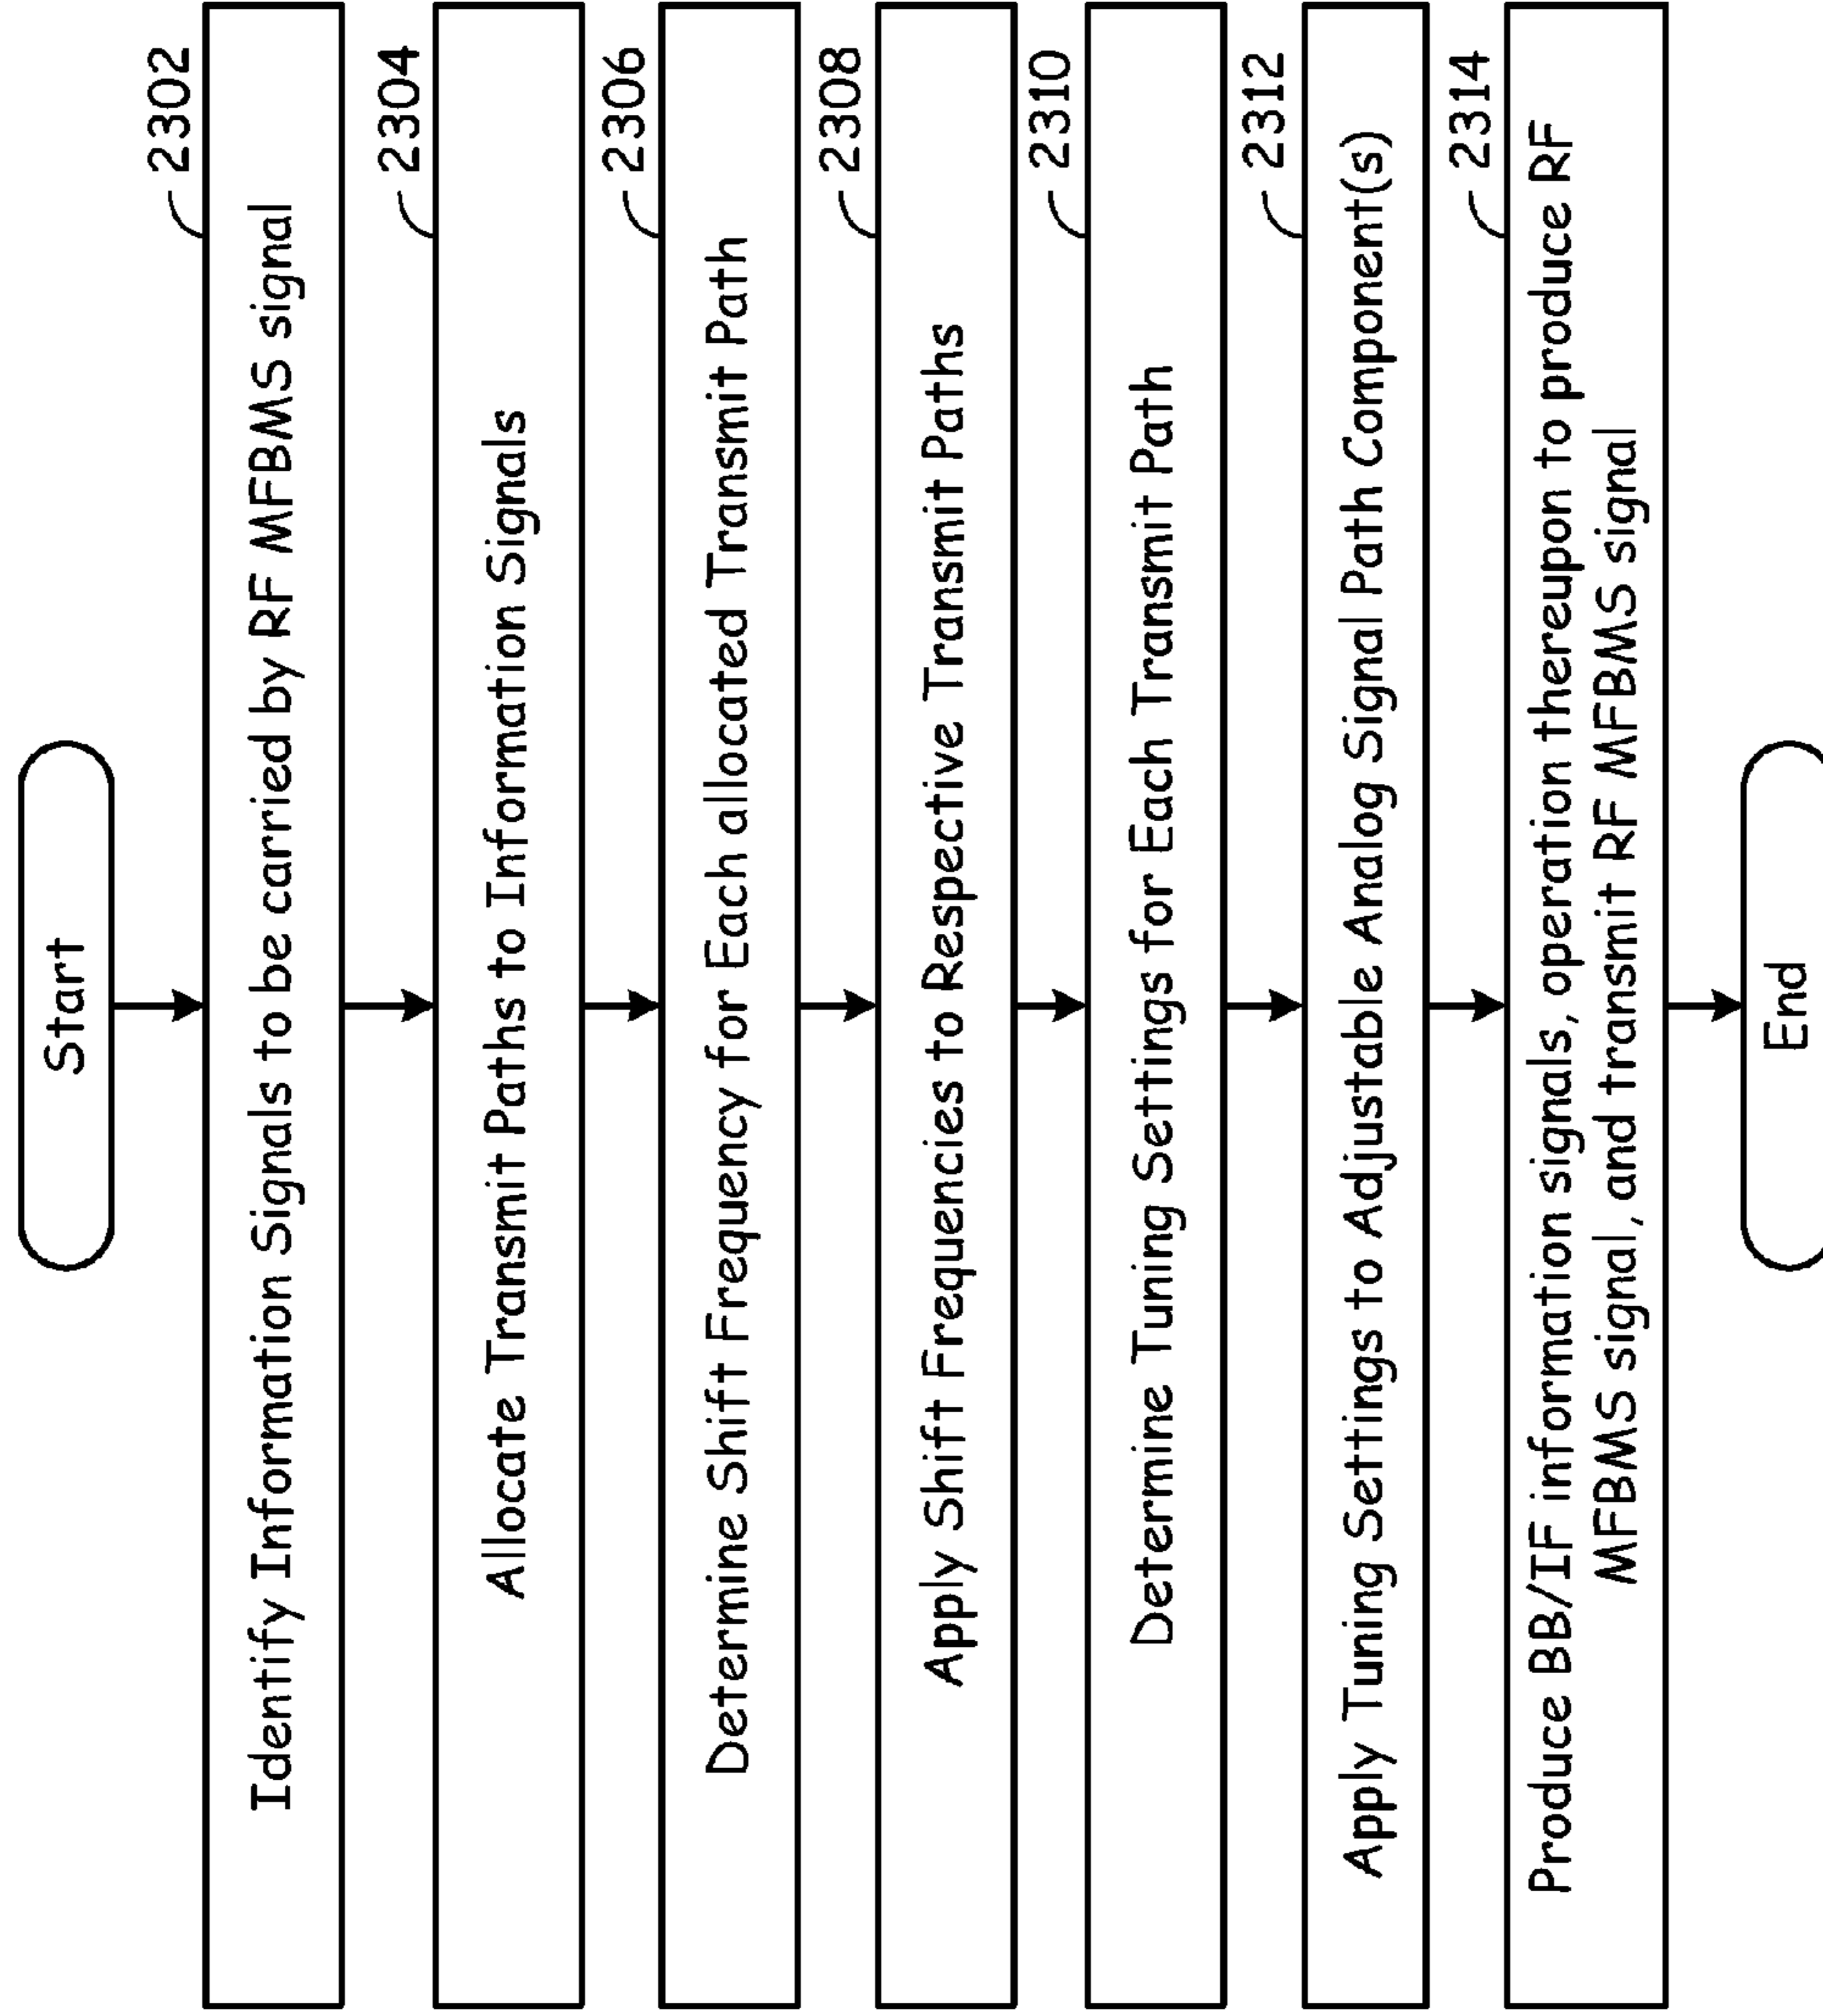 Start
2302
Identify Information Signals to be carried by RF MFBMS signal
2304
Allocate Transmit Paths to Information Signals
2306
Determine Shift Frequency for Each allocated Transmit Path
2308
Apply Shift Frequencies to Respective Transmit Paths
2310
Determine Tuning Settings for Each Transmit Path
2312
Apply Tuning Settings to Adjustable Analog Signal Path Component(s)
2314
Produce BB/IF information signals, operation thereupon to produce RF
MFBMS signal, and transmit RF MFBMS signal
End